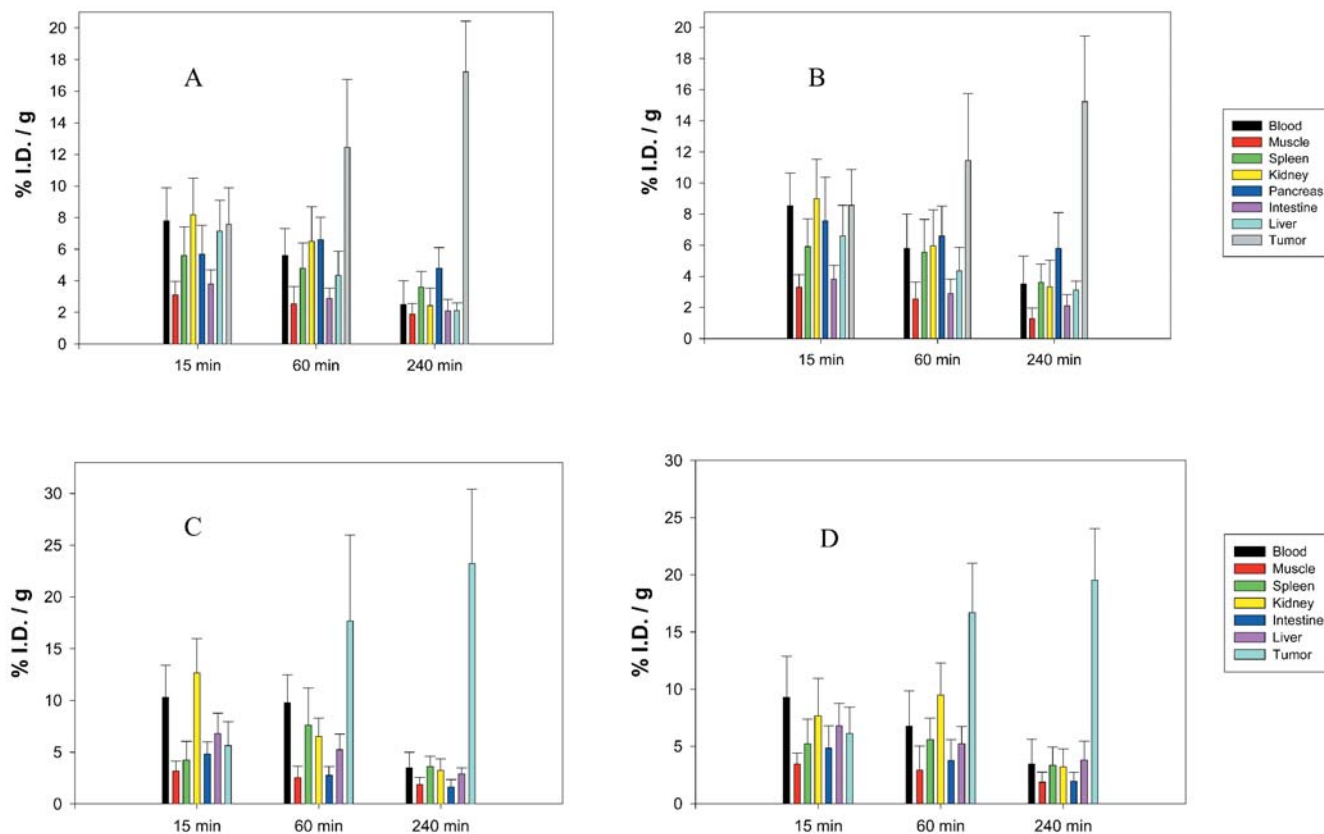 20
18
16
14
12
10
8
6
4
2
0
% I.D. / g
A
15 min
60 min
240 min
20
18
16
14
12
10
8
6
4
2
0
% I.D. / g
B
15 min
60 min
240 min
Blood
Muscle
Spleen
Kidney
Pancreas
Intestine
Liver
Tumor
30
25
20
15
10
5
0
% I.D. / g
C
15 min
60 min
240 min
30
25
20
15
10
5
0
% I.D. / g
D
15 min
60 min
240 min
Blood
Muscle
Spleen
Kidney
Intestine
Liver
Tumor